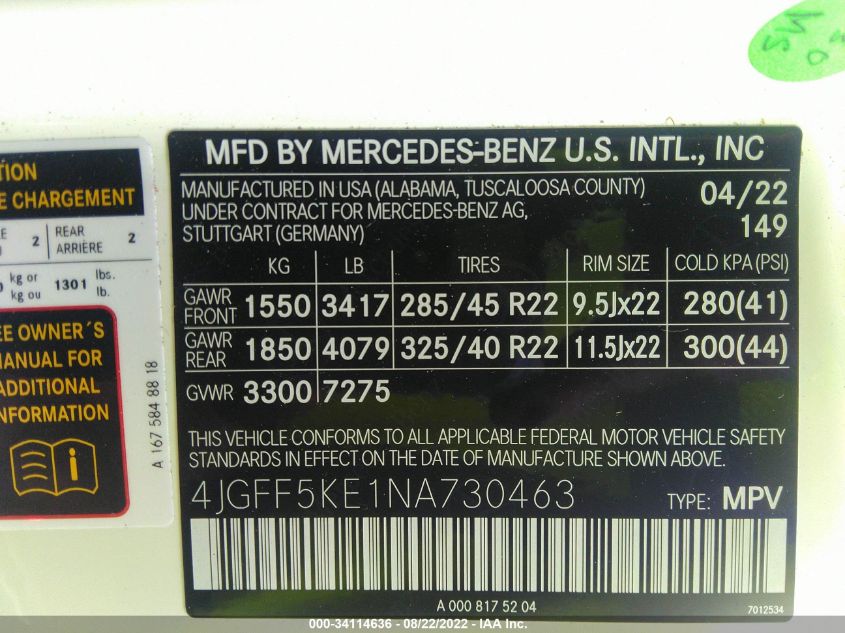 MFD BY MERCEDES-BENZ U.S. INTL., INC
MANUFACTURED IN USA (ALABAMA, TUSCALOOSA COUNTY) 04/22
UNDER CONTRACT FOR MERCEDES-BENZ AG, 149
STUTTGART (GERMANY)
KG LB TIRES RIM SIZE COLD KPA (PSI)
GAWR FRONT 1550 3417 285/45 R22 9.5Jx22 280(41)
GAWR REAR 1850 4079 325/40 R22 11.5Jx22 300(44)
GVWR 3300 7275
THIS VEHICLE CONFORMS TO ALL APPLICABLE FEDERAL MOTOR VEHICLE SAFETY
STANDARDS IN EFFECT ON THE DATE OF MANUFACTURE SHOWN ABOVE.
4JGFF5KE1NA730463 TYPE: MPV
A 000 817 52 04 7012534
CHARGEMENT
2 REAR ARRIÈRE 2
kg or kg ou 1301 lbs. lb.
OWNER´S
MANUAL FOR
ADDITIONAL
INFORMATION
A 167 584 88 18
000-34114636 - 08/22/2022 - IAA Inc.